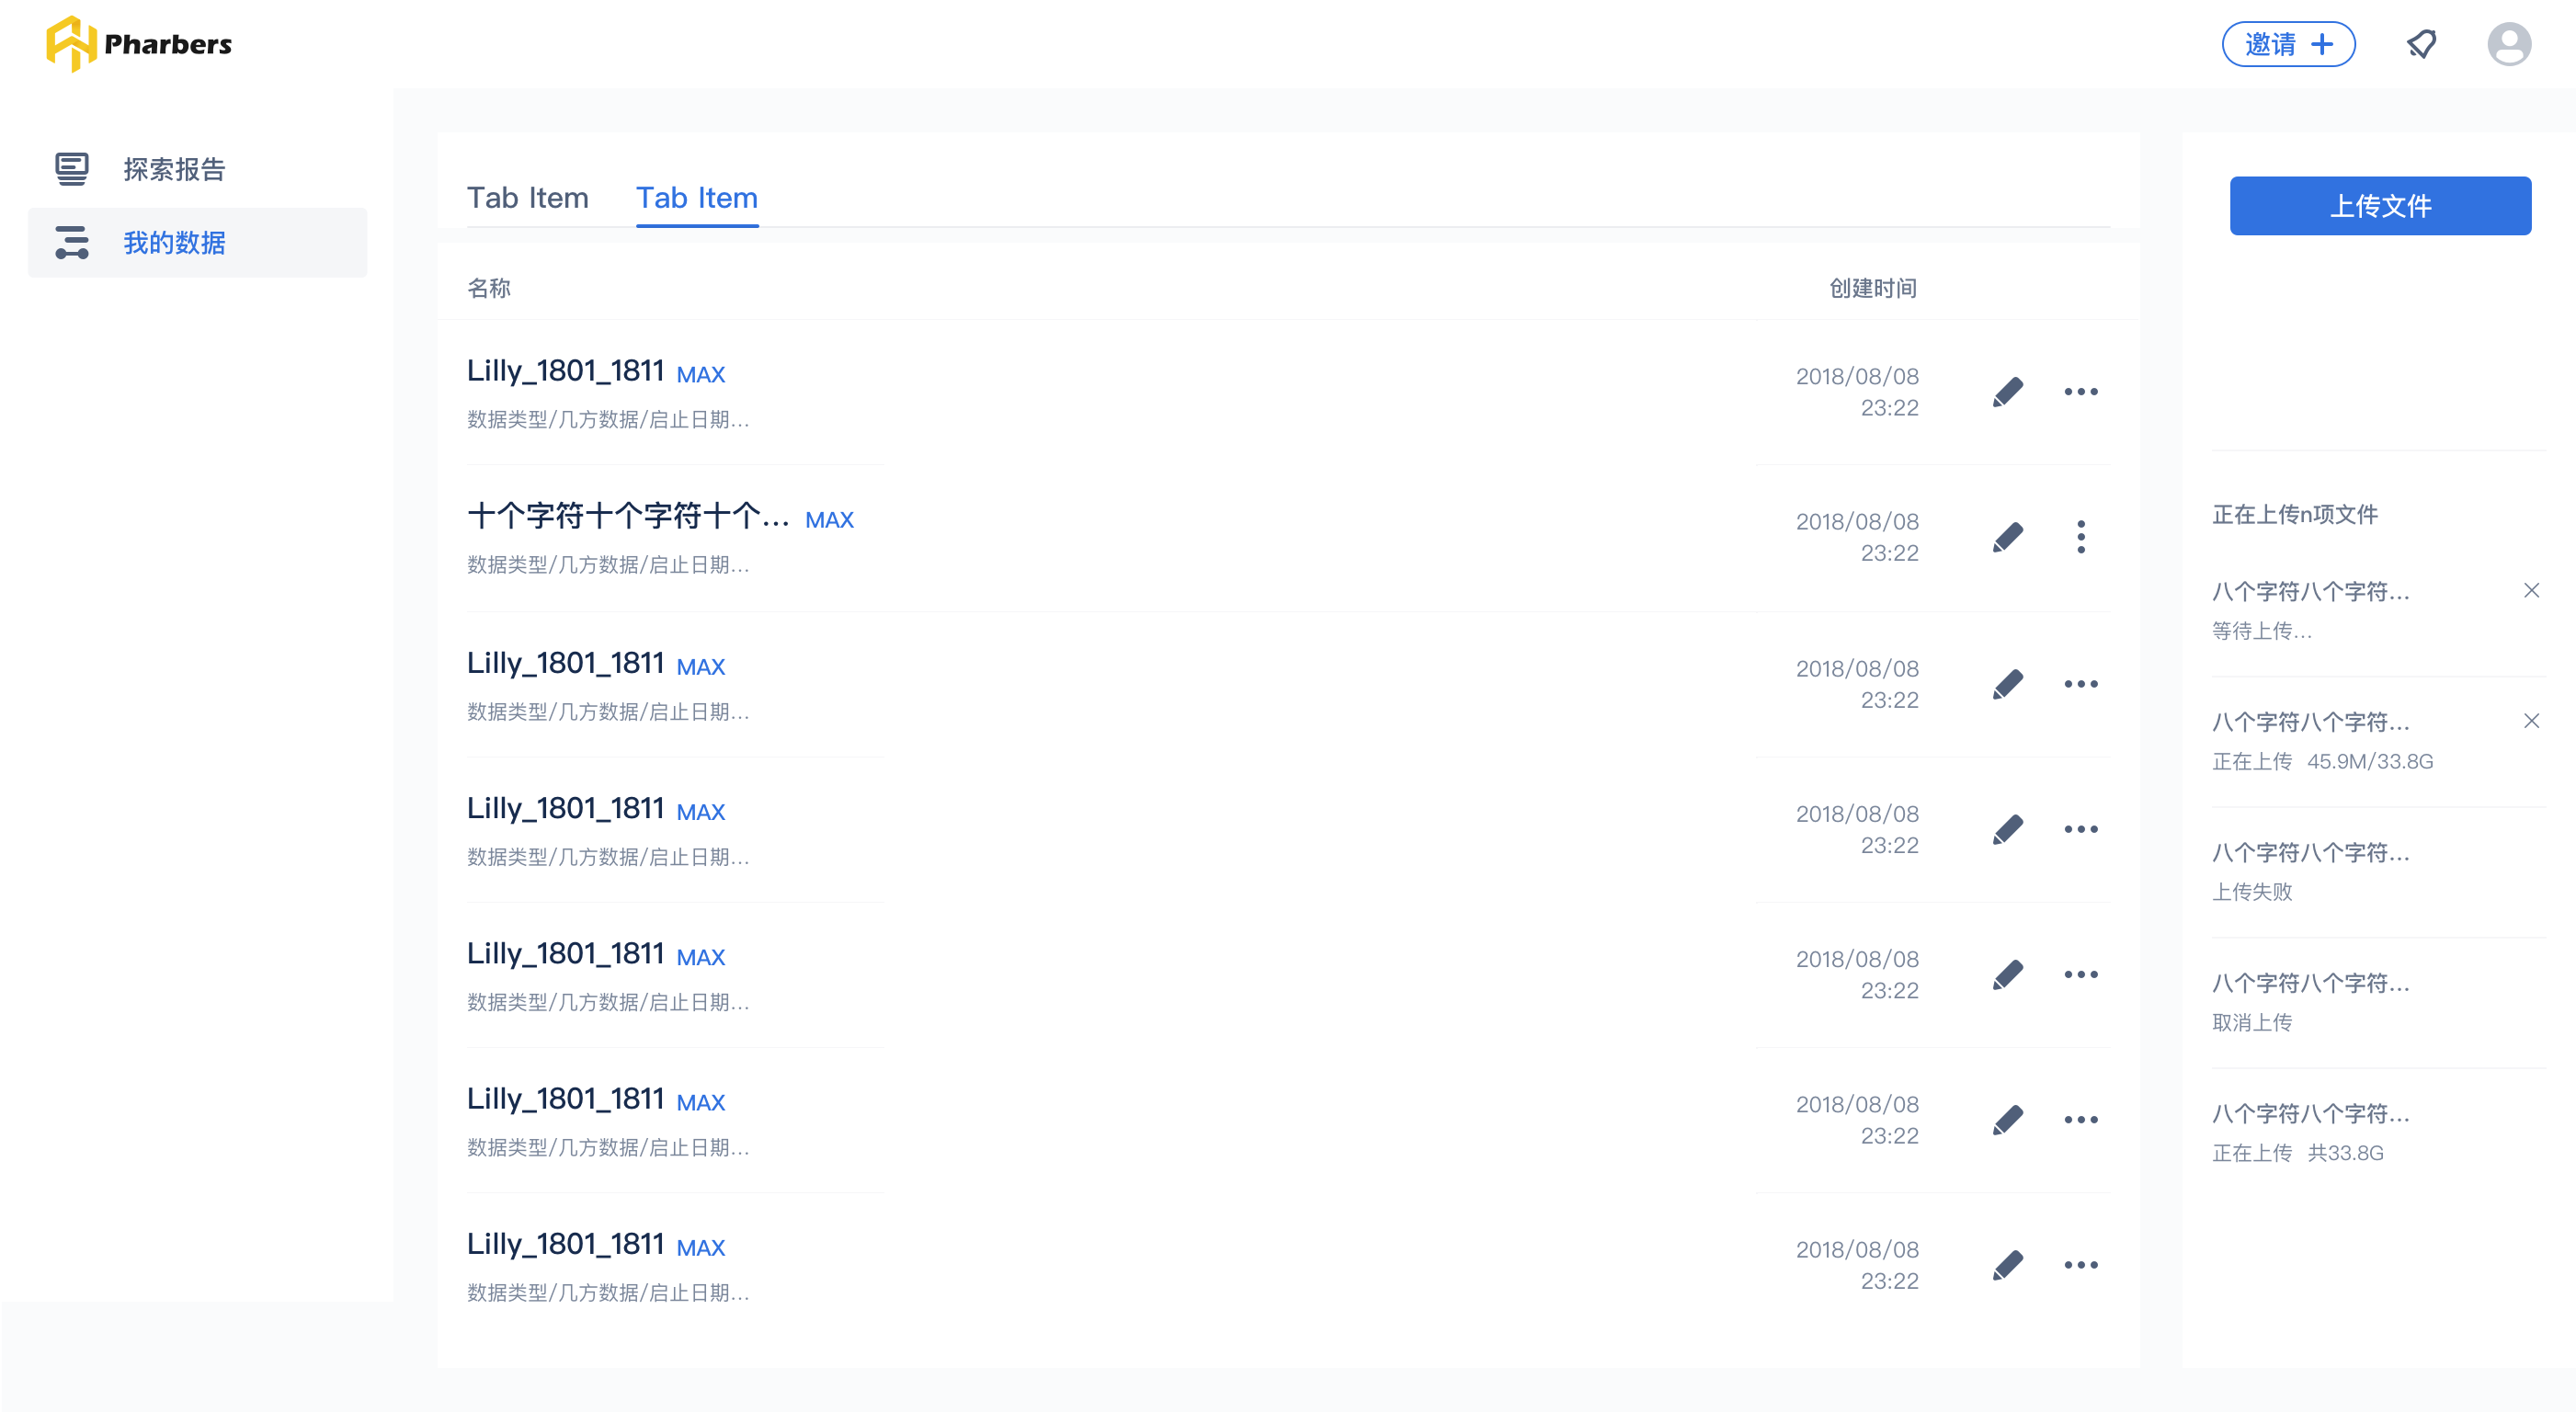 Pharbers
邀请
探索报告
我的数据
Tab Item
Tab Item
上传文件
名称
创建时间
Lilly_1801_1811 MAX
数据类型/几方数据/启止日期...
2018/08/08
23:22
十个字符十个字符十个... MAX
数据类型/几方数据/启止日期...
2018/08/08
23:22
Lilly_1801_1811 MAX
数据类型/几方数据/启止日期...
2018/08/08
23:22
Lilly_1801_1811 MAX
数据类型/几方数据/启止日期...
2018/08/08
23:22
Lilly_1801_1811 MAX
数据类型/几方数据/启止日期...
2018/08/08
23:22
Lilly_1801_1811 MAX
数据类型/几方数据/启止日期...
2018/08/08
23:22
Lilly_1801_1811 MAX
数据类型/几方数据/启止日期...
2018/08/08
23:22
正在上传n项文件
八个字符八个字符...
等待上传...
八个字符八个字符...
正在上传 45.9M/33.8G
八个字符八个字符...
上传失败
八个字符八个字符...
取消上传
八个字符八个字符...
正在上传 共33.8G